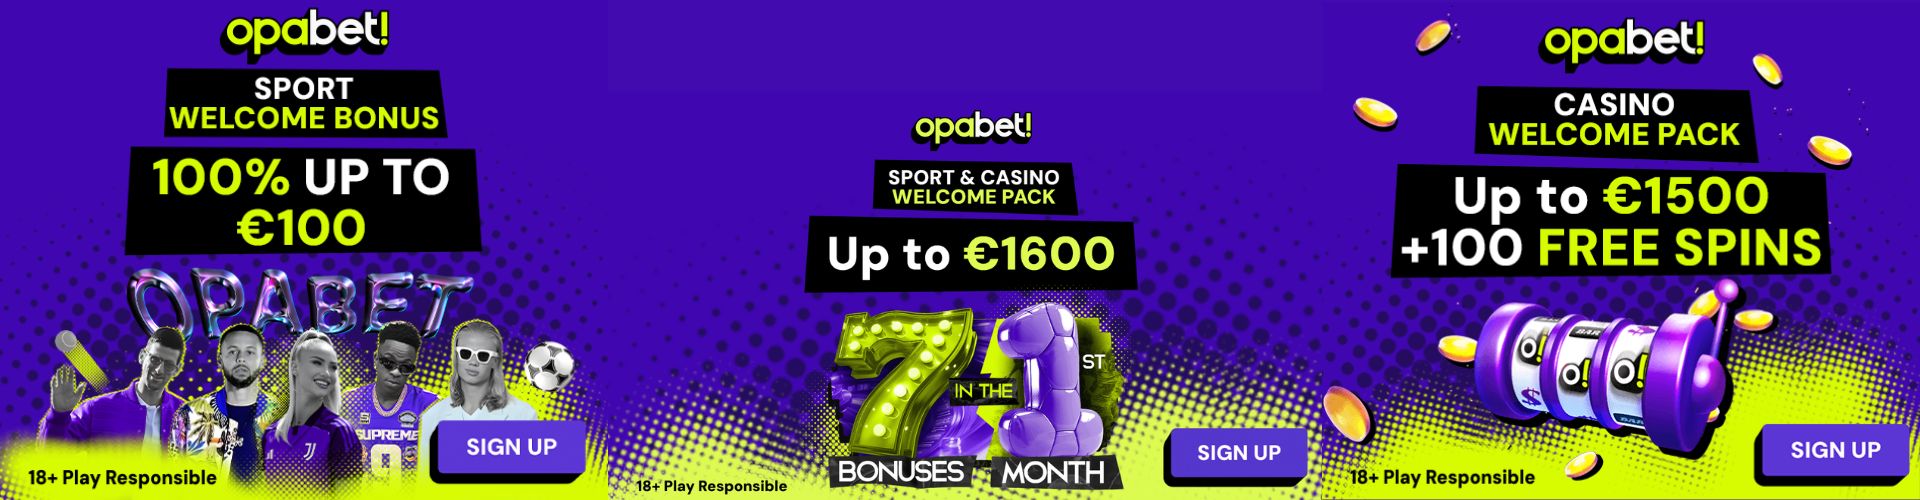 opabet!
SPORT
WELCOME BONUS
100% UP TO
€100
OPABET
SUPREME
SIGN UP
18+ Play Responsible
opabet!
SPORT & CASINO
WELCOME PACK
Up to €1600
7 IN THE 1ST
BONUSES MONTH
SIGN UP
18+ Play Responsible
opabet!
CASINO
WELCOME PACK
Up to €1500
+100 FREE SPINS
BAR
O! O! O!
$
SIGN UP
18+ Play Responsible